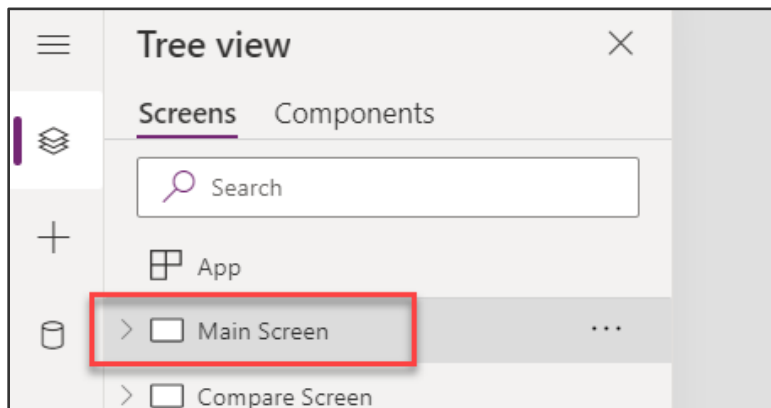 Tree view
Screens Components
Search
App
Main Screen
Compare Screen